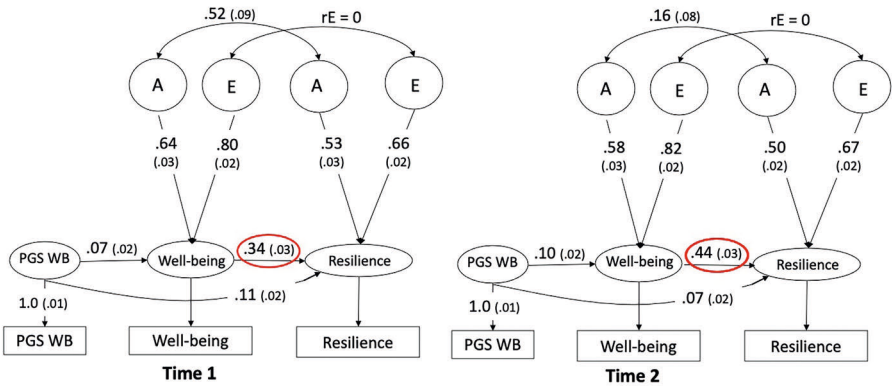 .52 (.09)
rE = 0
A
E
A
E
.64
(.03)
.80
(.02)
.53
(.03)
.66
(.02)
PGS WB
.07 (.02)
Well-being
.34 (.03)
Resilience
1.0 (.01)
.11 (.02)
PGS WB
Well-being
Resilience
Time 1
.16 (.08)
rE = 0
A
E
A
E
.58
(.03)
.82
(.02)
.50
(.02)
.67
(.02)
PGS WB
.10 (.02)
Well-being
.44 (.03)
Resilience
1.0 (.01)
.07 (.02)
PGS WB
Well-being
Resilience
Time 2